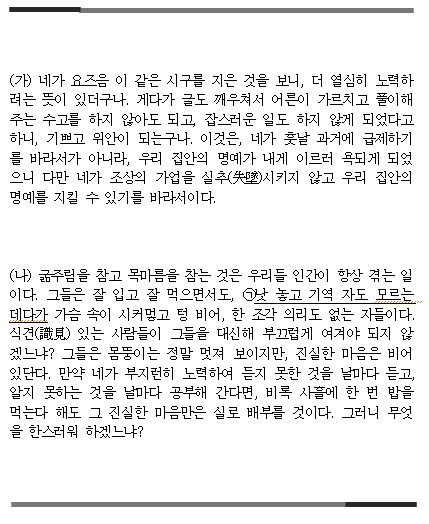 (가) 네가 요즈음 이 같은 시구를 지은 것을 보니, 더 열심히 노력하
려는 뜻이 있더구나. 게다가 글도 깨우쳐서 어른이 가르치고 풀이해
주는 수고를 하지 않아도 되고, 잡스러운 일도 하지 않게 되었다고
하니, 기쁘고 위안이 되는구나. 이것은, 네가 훗날 과거에 급제하기
를 바라서가 아니라, 우리 집안의 명예가 내게 이르러 욕되게 되었
으니 다만 네가 조상의 가업을 실추(失墜)시키지 않고 우리 집안의
명예를 지킬 수 있기를 바라서이다.
(나) 굶주림을 참고 목마름을 참는 것은 우리들 인간이 항상 겪는 일
이다. 그들은 잘 입고 잘 먹으면서도, ㉠낫 놓고 기역 자도 모르는
데다가 가슴 속이 시커멓고 텅 비어, 한 조각 의리도 없는 자들이다.
식견(識見) 있는 사람들이 그들을 대신해 부끄럽게 여겨야 되지 않
겠느냐? 그들은 몸뚱이는 정말 멋져 보이지만, 진실한 마음은 비어
있단다. 만약 네가 부지런히 노력하여 듣지 못한 것을 날마다 듣고,
알지 못하는 것을 날마다 공부해 간다면, 비록 사흘에 한 번 밥을
먹는다 해도 그 진실한 마음만은 실로 배부를 것이다. 그러니 무엇
을 한스러워 하겠느냐?